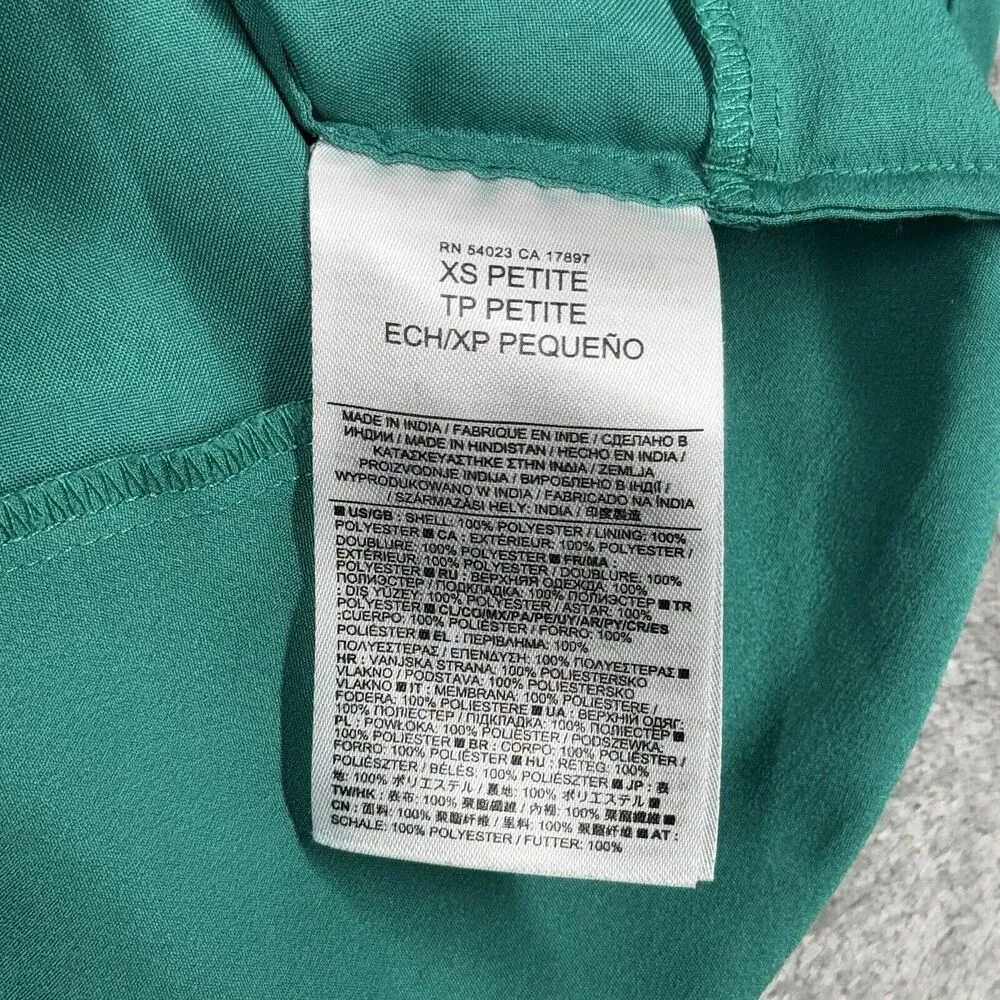 RN 54023 CA 17897
XS PETITE
TP PETITE
ECH/XP PEQUEÑO
MADE IN INDIA / FABRIQUE EN INDE / СДЕЛАНО В
ИНДИИ / MADE IN HINDISTAN / HECHO EN INDIA /
ΚΑΤΑΣΚΕΥΑΣΤΗΚΕ ΣΤΗΝ ΙΝΔΙΑ / ZEMLJA
PROIZVODNJE INDIJA / ВИРОБЛЕНО В ІНДІЇ /
WYPRODUKOWANO W INDIA / FABRICADO NA ÍNDIA
/ SZÁRMAZÁSI HELY: INDIA / 印度製造
■ US/GB : SHELL: 100% POLYESTER / LINING: 100%
POLYESTER ■ CA : EXTÉRIEUR: 100% POLYESTER /
DOUBLURE: 100% POLYESTER ■ FR/MA :
EXTÉRIEUR: 100% POLYESTER / DOUBLURE: 100%
POLYESTER ■ RU : ВЕРХНЯЯ ОДЕЖДА: 100%
ПОЛИЭСТЕР / ПОДКЛАДКА: 100% ПОЛИЭСТЕР ■ TR
: DIS YÜZEY: 100% POLYESTER / ASTAR: 100%
POLYESTER ■ CL/CO/MX/PA/PE/UY/AR/PY/CR/ES
:CUERPO: 100% POLIÉSTER / FORRO: 100%
POLIÉSTER ■ EL : ΠΕΡΙΒΛΗΜΑ: 100%
ΠΟΛΥΕΣΤΕΡΑΣ / ΕΠΕΝΔΥΣΗ: 100% ΠΟΛΥΕΣΤΕΡΑΣ ■
HR : VANJSKA STRANA: 100% POLIESTERSKO
VLAKNO / PODSTAVA: 100% POLIESTERSKO
VLAKNO ■ IT : MEMBRANA: 100% POLIESTERE /
FODERA: 100% POLIESTERE ■ UA : ВЕРХНІЙ ОДЯГ:
100% ПОЛІЕСТЕР / ПІДКЛАДКА: 100% ПОЛІЕСТЕР ■
PL : POWŁOKA: 100% POLIESTER / PODSZEWKA:
100% POLIESTER ■ BR : CORPO: 100% POLIÉSTER /
FORRO: 100% POLIÉSTER ■ HU : RÉTEG: 100%
POLIÉSZTER / BÉLÉS: 100% POLIÉSZTER ■ JP : 表
地: 100% ポリエステル / 裏地: 100% ポリエステル ■
TW/HK : 表布: 100% 聚酯纖維 / 內裡: 100% 聚酯纖維 ■
CN : 面料: 100% 聚酯纤维 / 里料: 100% 聚酯纤维 ■ AT :
SCHALE: 100% POLYESTER / FUTTER: 100%